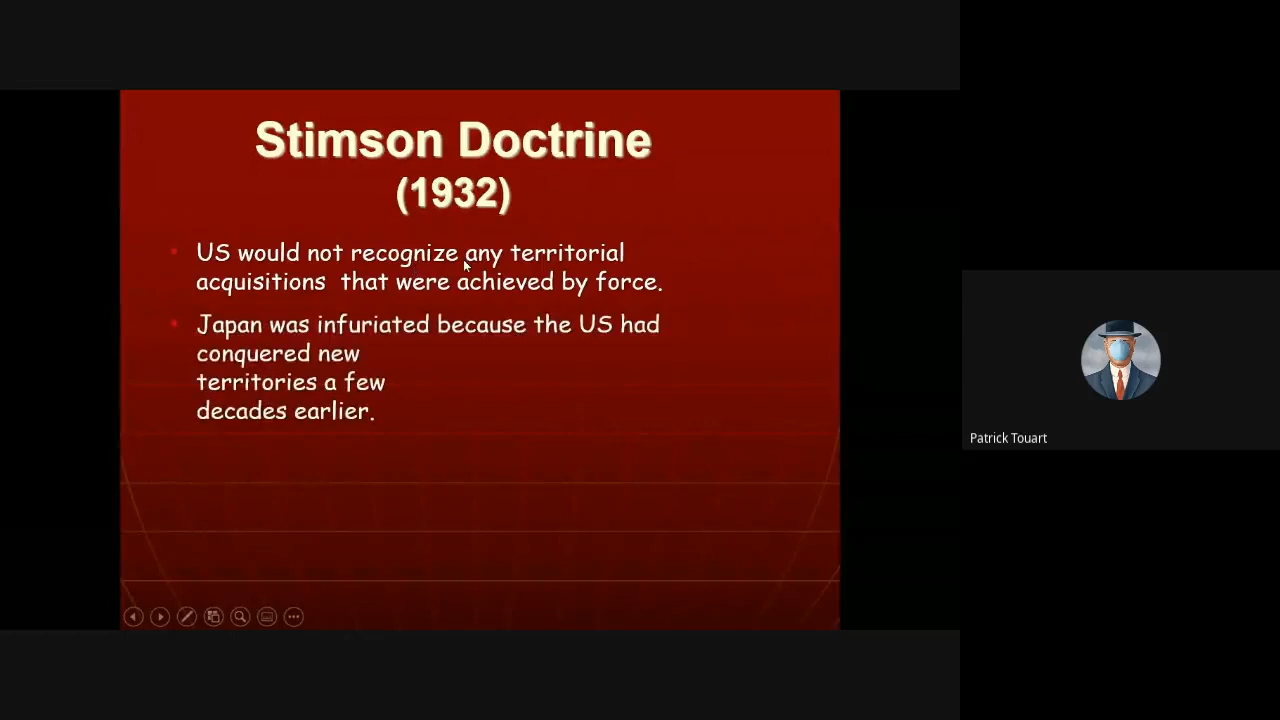 Stimson Doctrine
(1932)
US would not recognize any territorial
acquisitions  that were achieved by force.
Japan was infuriated because the US had
conquered new
territories a few
decades earlier.
Patrick Touart